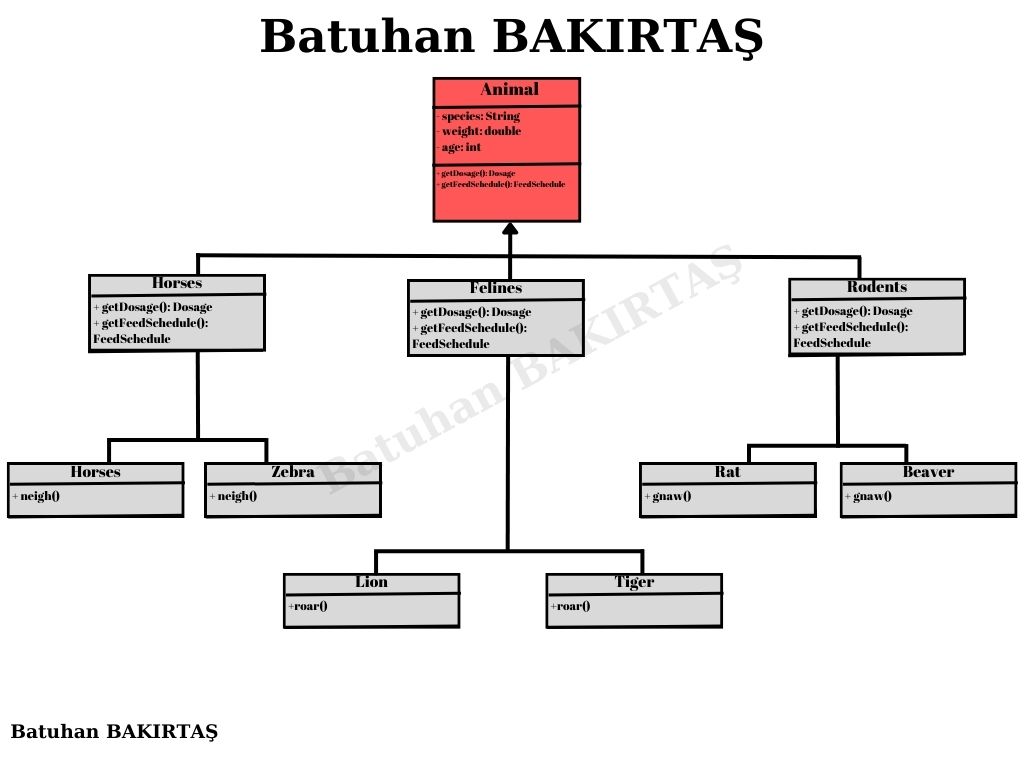 Batuhan BAKIRTAŞ
Animal
- species: String
- weight: double
- age: int
+ getDosage(): Dosage
+ getFeedSchedule(): FeedSchedule
Horses
+ getDosage(): Dosage
+ getFeedSchedule():
FeedSchedule
Felines
+ getDosage(): Dosage
+ getFeedSchedule():
FeedSchedule
Rodents
+ getDosage(): Dosage
+ getFeedSchedule():
FeedSchedule
Batuhan BAKIRTAŞ
Horses
+ neigh()
Zebra
+ neigh()
Rat
+ gnaw()
Beaver
+ gnaw()
Lion
+roar()
Tiger
+roar()
Batuhan BAKIRTAŞ